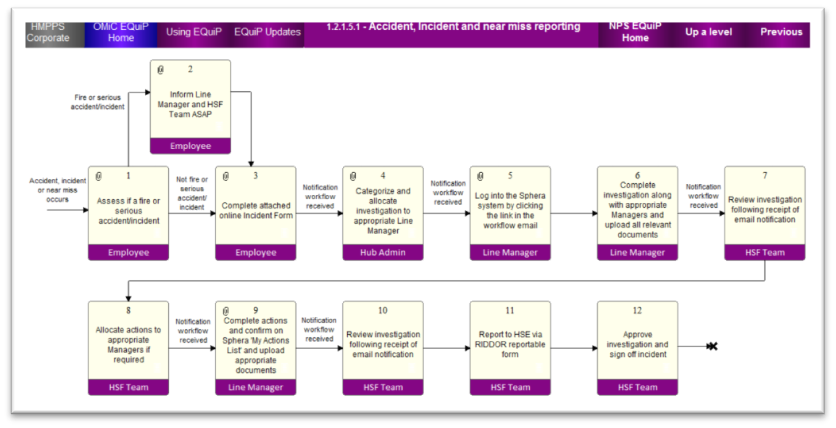 HMPPS
Corporate
OMiC EQuiP
Home
Using EQuiP
EQuiP Updates
1.2.1.5.1 - Accident, Incident and near miss reporting
NPS EQuiP
Home
Up a level
Previous
@ 2
Inform Line
Manager and HSF
Team ASAP
Employee
Fire or serious
accident/incident
Accident, incident
or near miss
occurs
@ 1
Assess if a fire or
serious
accident/incident
Employee
Not fire or
serious
accident/
incident
@ 3
Complete attached
online Incident Form
Employee
Notification
workflow
received
@ 4
Categorize and
allocate
investigation to
appropriate Line
Manager
Hub Admin
Notification
workflow
received
@ 5
Log into the Sphera
system by clicking
the link in the
workflow email
Line Manager
6
Complete
investigation along
with appropriate
Managers and
upload all relevant
documents
Line Manager
Notification
workflow
received
7
Review investigation
following receipt of
email notification
HSF Team
8
Allocate actions to
appropriate
Managers if
required
HSF Team
Notification
workflow
received
@ 9
Complete actions
and confirm on
Sphera 'My Actions
List' and upload
appropriate
documents
Line Manager
Notification
workflow
received
10
Review investigation
following receipt of
email notification
HSF Team
11
Report to HSE via
RIDDOR reportable
form
HSF Team
12
Approve
investigation and
sign off incident
HSF Team